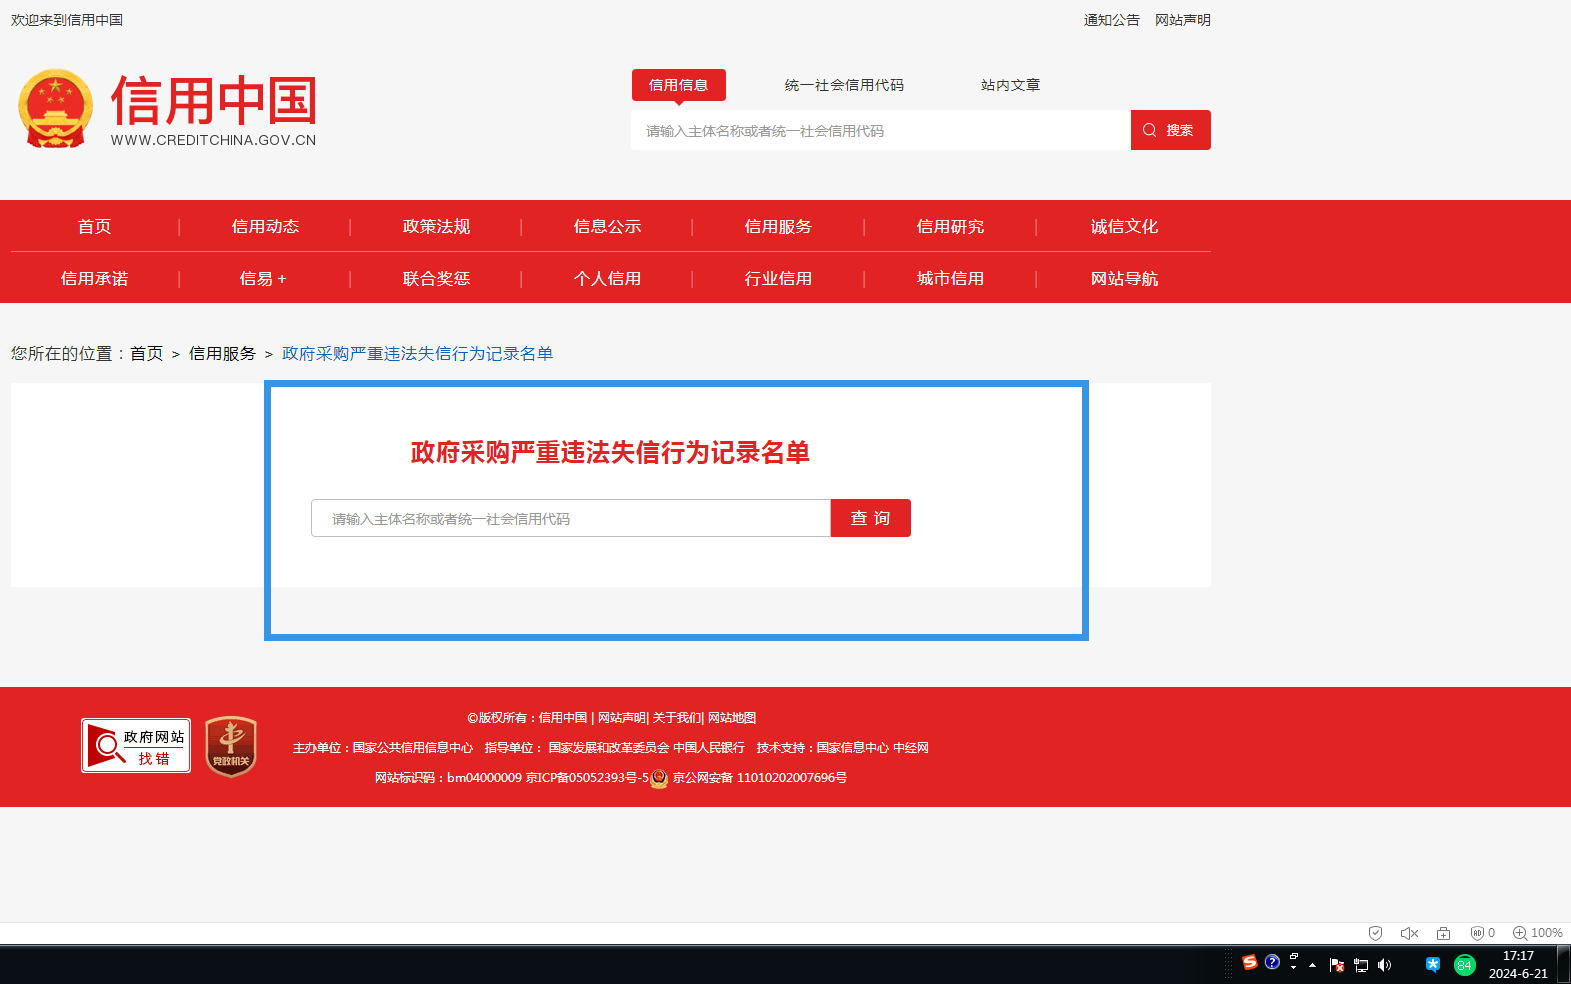 欢迎来到信用中国
通知公告 网站声明
信用中国
WWW.CREDITCHINA.GOV.CN
信用信息 统一社会信用代码 站内文章
请输入主体名称或者统一社会信用代码 搜索
首页 | 信用动态 | 政策法规 | 信息公示 | 信用服务 | 信用研究 | 诚信文化
信用承诺 | 信易+ | 联合奖惩 | 个人信用 | 行业信用 | 城市信用 | 网站导航
您所在的位置：首页 > 信用服务 > 政府采购严重违法失信行为记录名单
政府采购严重违法失信行为记录名单
请输入主体名称或者统一社会信用代码 查 询
政府网站
找错
党政机关
©版权所有：信用中国 | 网站声明| 关于我们| 网站地图
主办单位：国家公共信用信息中心 指导单位： 国家发展和改革委员会 中国人民银行 技术支持：国家信息中心 中经网
网站标识码：bm04000009 京ICP备05052393号-5 京公网安备 11010202007696号
0 100%
84
17:17
2024-6-21